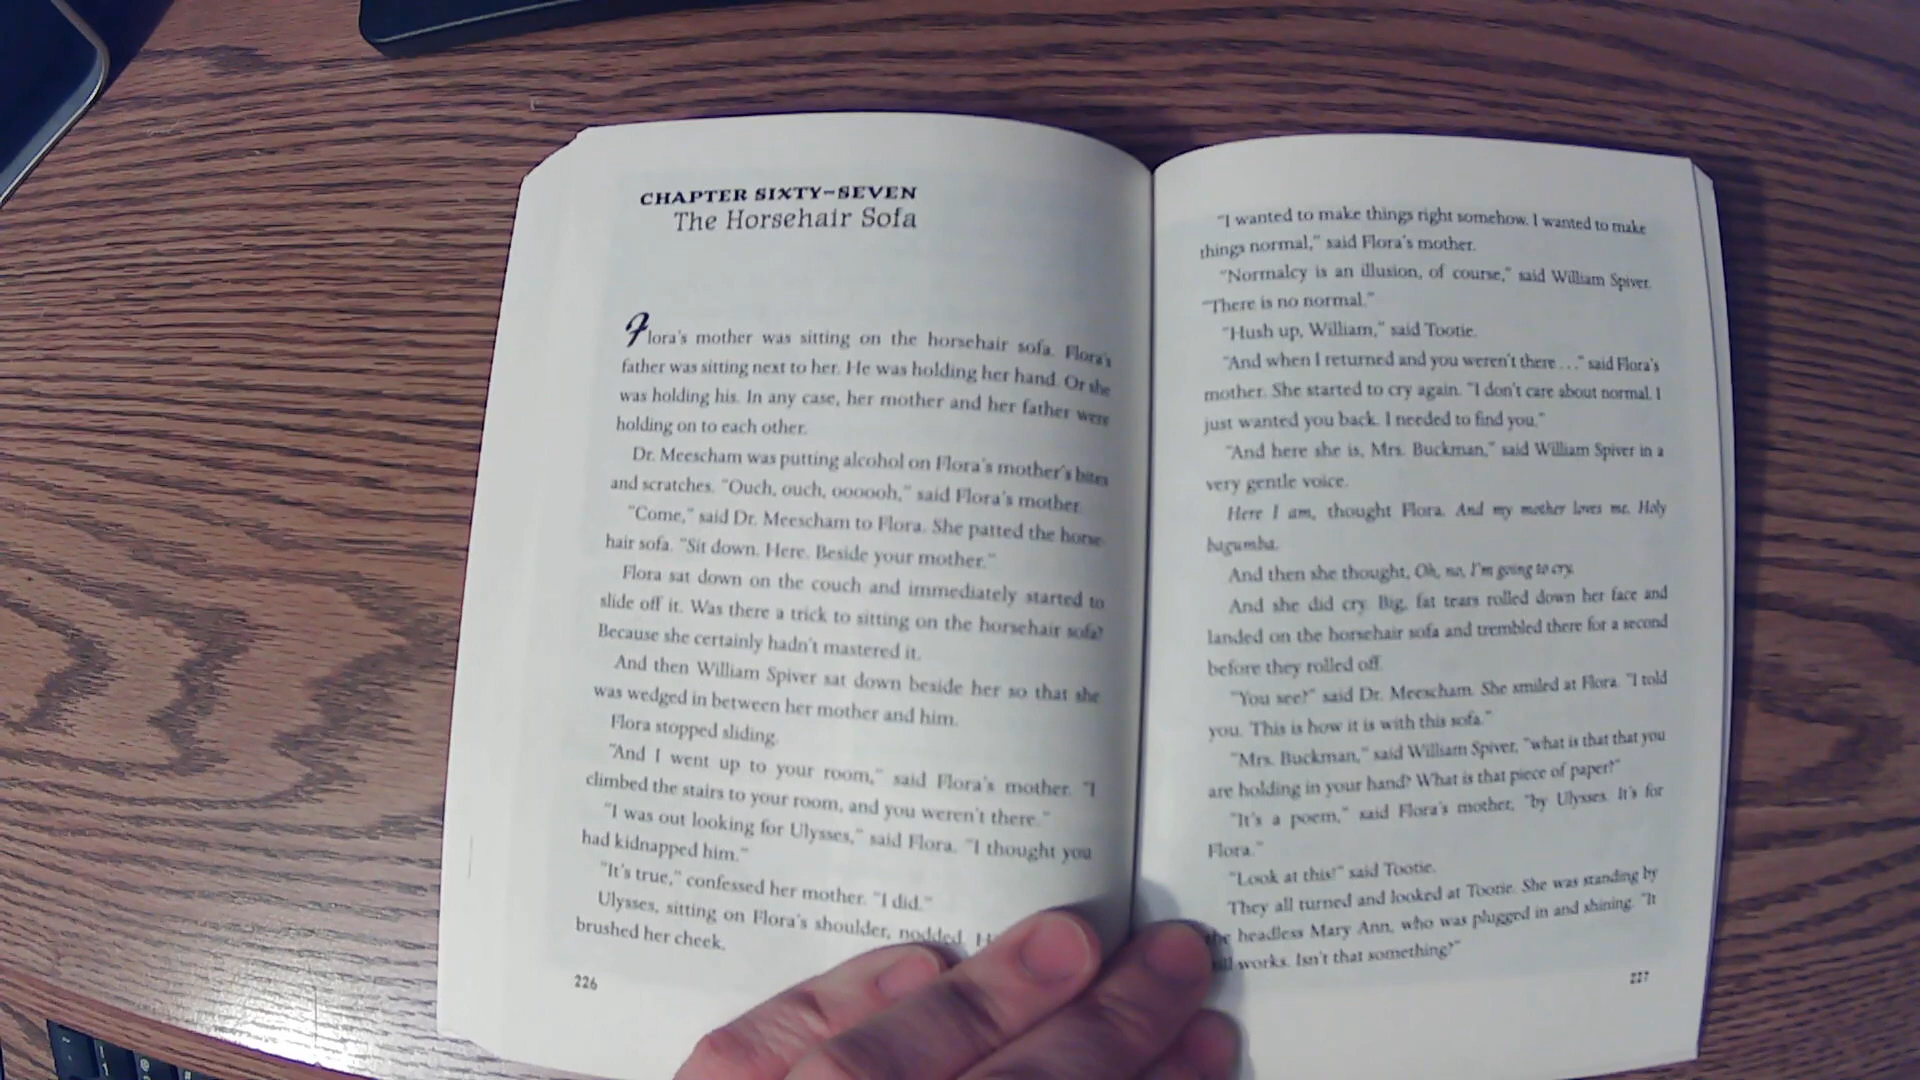 CHAPTER SIXTY-SEVEN
The Horsehair Sofa
Flora's mother was sitting on the horsehair sofa. Flora's
father was sitting next to her. He was holding her hand. Or she
was holding his. In any case, her mother and her father were
holding on to each other.
Dr. Meescham was putting alcohol on Flora's mother's bites
and scratches. "Ouch, ouch, oooooh," said Flora's mother.
"Come," said Dr. Meescham to Flora. She patted the horse-
hair sofa. "Sit down. Here. Beside your mother."
Flora sat down on the couch and immediately started to
slide off it. Was there a trick to sitting on the horsehair sofa?
Because she certainly hadn't mastered it.
And then William Spiver sat down beside her so that she
was wedged in between her mother and him.
Flora stopped sliding.
"And I went up to your room," said Flora's mother. "I
climbed the stairs to your room, and you weren't there."
"I was out looking for Ulysses," said Flora. "I thought you
had kidnapped him."
"It's true," confessed her mother. "I did."
Ulysses, sitting on Flora's shoulder, nodded.
brushed her cheek.
226
"I wanted to make things right somehow. I wanted to make
things normal," said Flora's mother.
"Normalcy is an illusion, of course," said William Spiver.
"There is no normal."
"Hush up, William," said Tootie.
"And when I returned and you weren't there . . ." said Flora's
mother. She started to cry again. "I don't care about normal. I
just wanted you back. I needed to find you."
"And here she is, Mrs. Buckman," said William Spiver in a
very gentle voice.
Here I am, thought Flora. And my mother loves me. Holy
bagumba.
And then she thought, Oh, no, I'm going to cry.
And she did cry. Big, fat tears rolled down her face and
landed on the horsehair sofa and trembled there for a second
before they rolled off.
"You see?" said Dr. Meescham. She smiled at Flora. "I told
you. This is how it is with this sofa."
"Mrs. Buckman," said William Spiver, "what is that that you
are holding in your hand? What is that piece of paper?"
"It's a poem," said Flora's mother, "by Ulysses. It's for
Flora."
"Look at this!" said Tootie.
They all turned and looked at Tootie. She was standing by
the headless Mary Ann, who was plugged in and shining. "It
works. Isn't that something?"
227